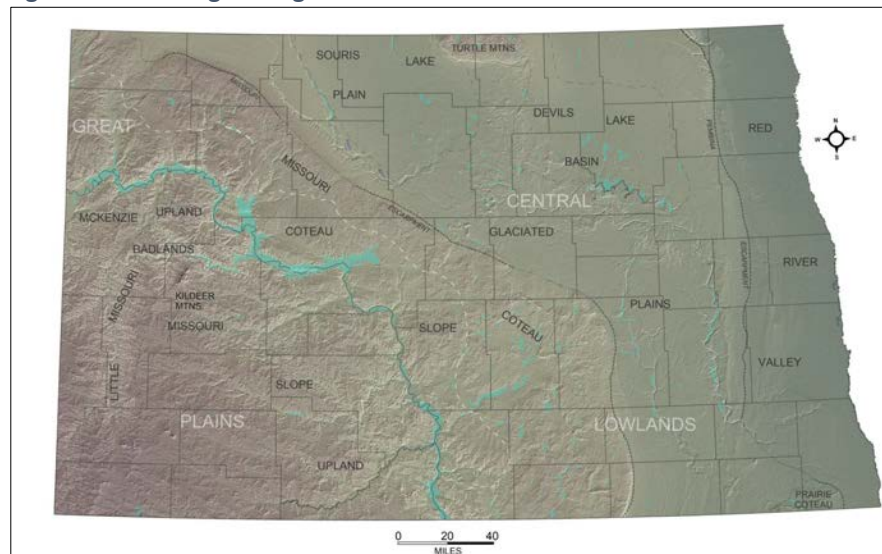 SOURIS
LAKE
TURTLE MTNS.
PLAIN
MISSOURI
DEVILS
LAKE
PEMBINA
RED
GREAT
N
W
E
S
MISSOURI
BASIN
CENTRAL
ESCARPMENT
MCKENZIE
UPLAND
COTEAU
GLACIATED
BADLANDS
ESCARPMENT
RIVER
MISSOURI
KILDEER
MTNS.
MISSOURI
SLOPE
COTEAU
PLAINS
VALLEY
LITTLE
SLOPE
PLAINS
LOWLANDS
UPLAND
PRAIRIE
COTEAU
0 20 40
MILES